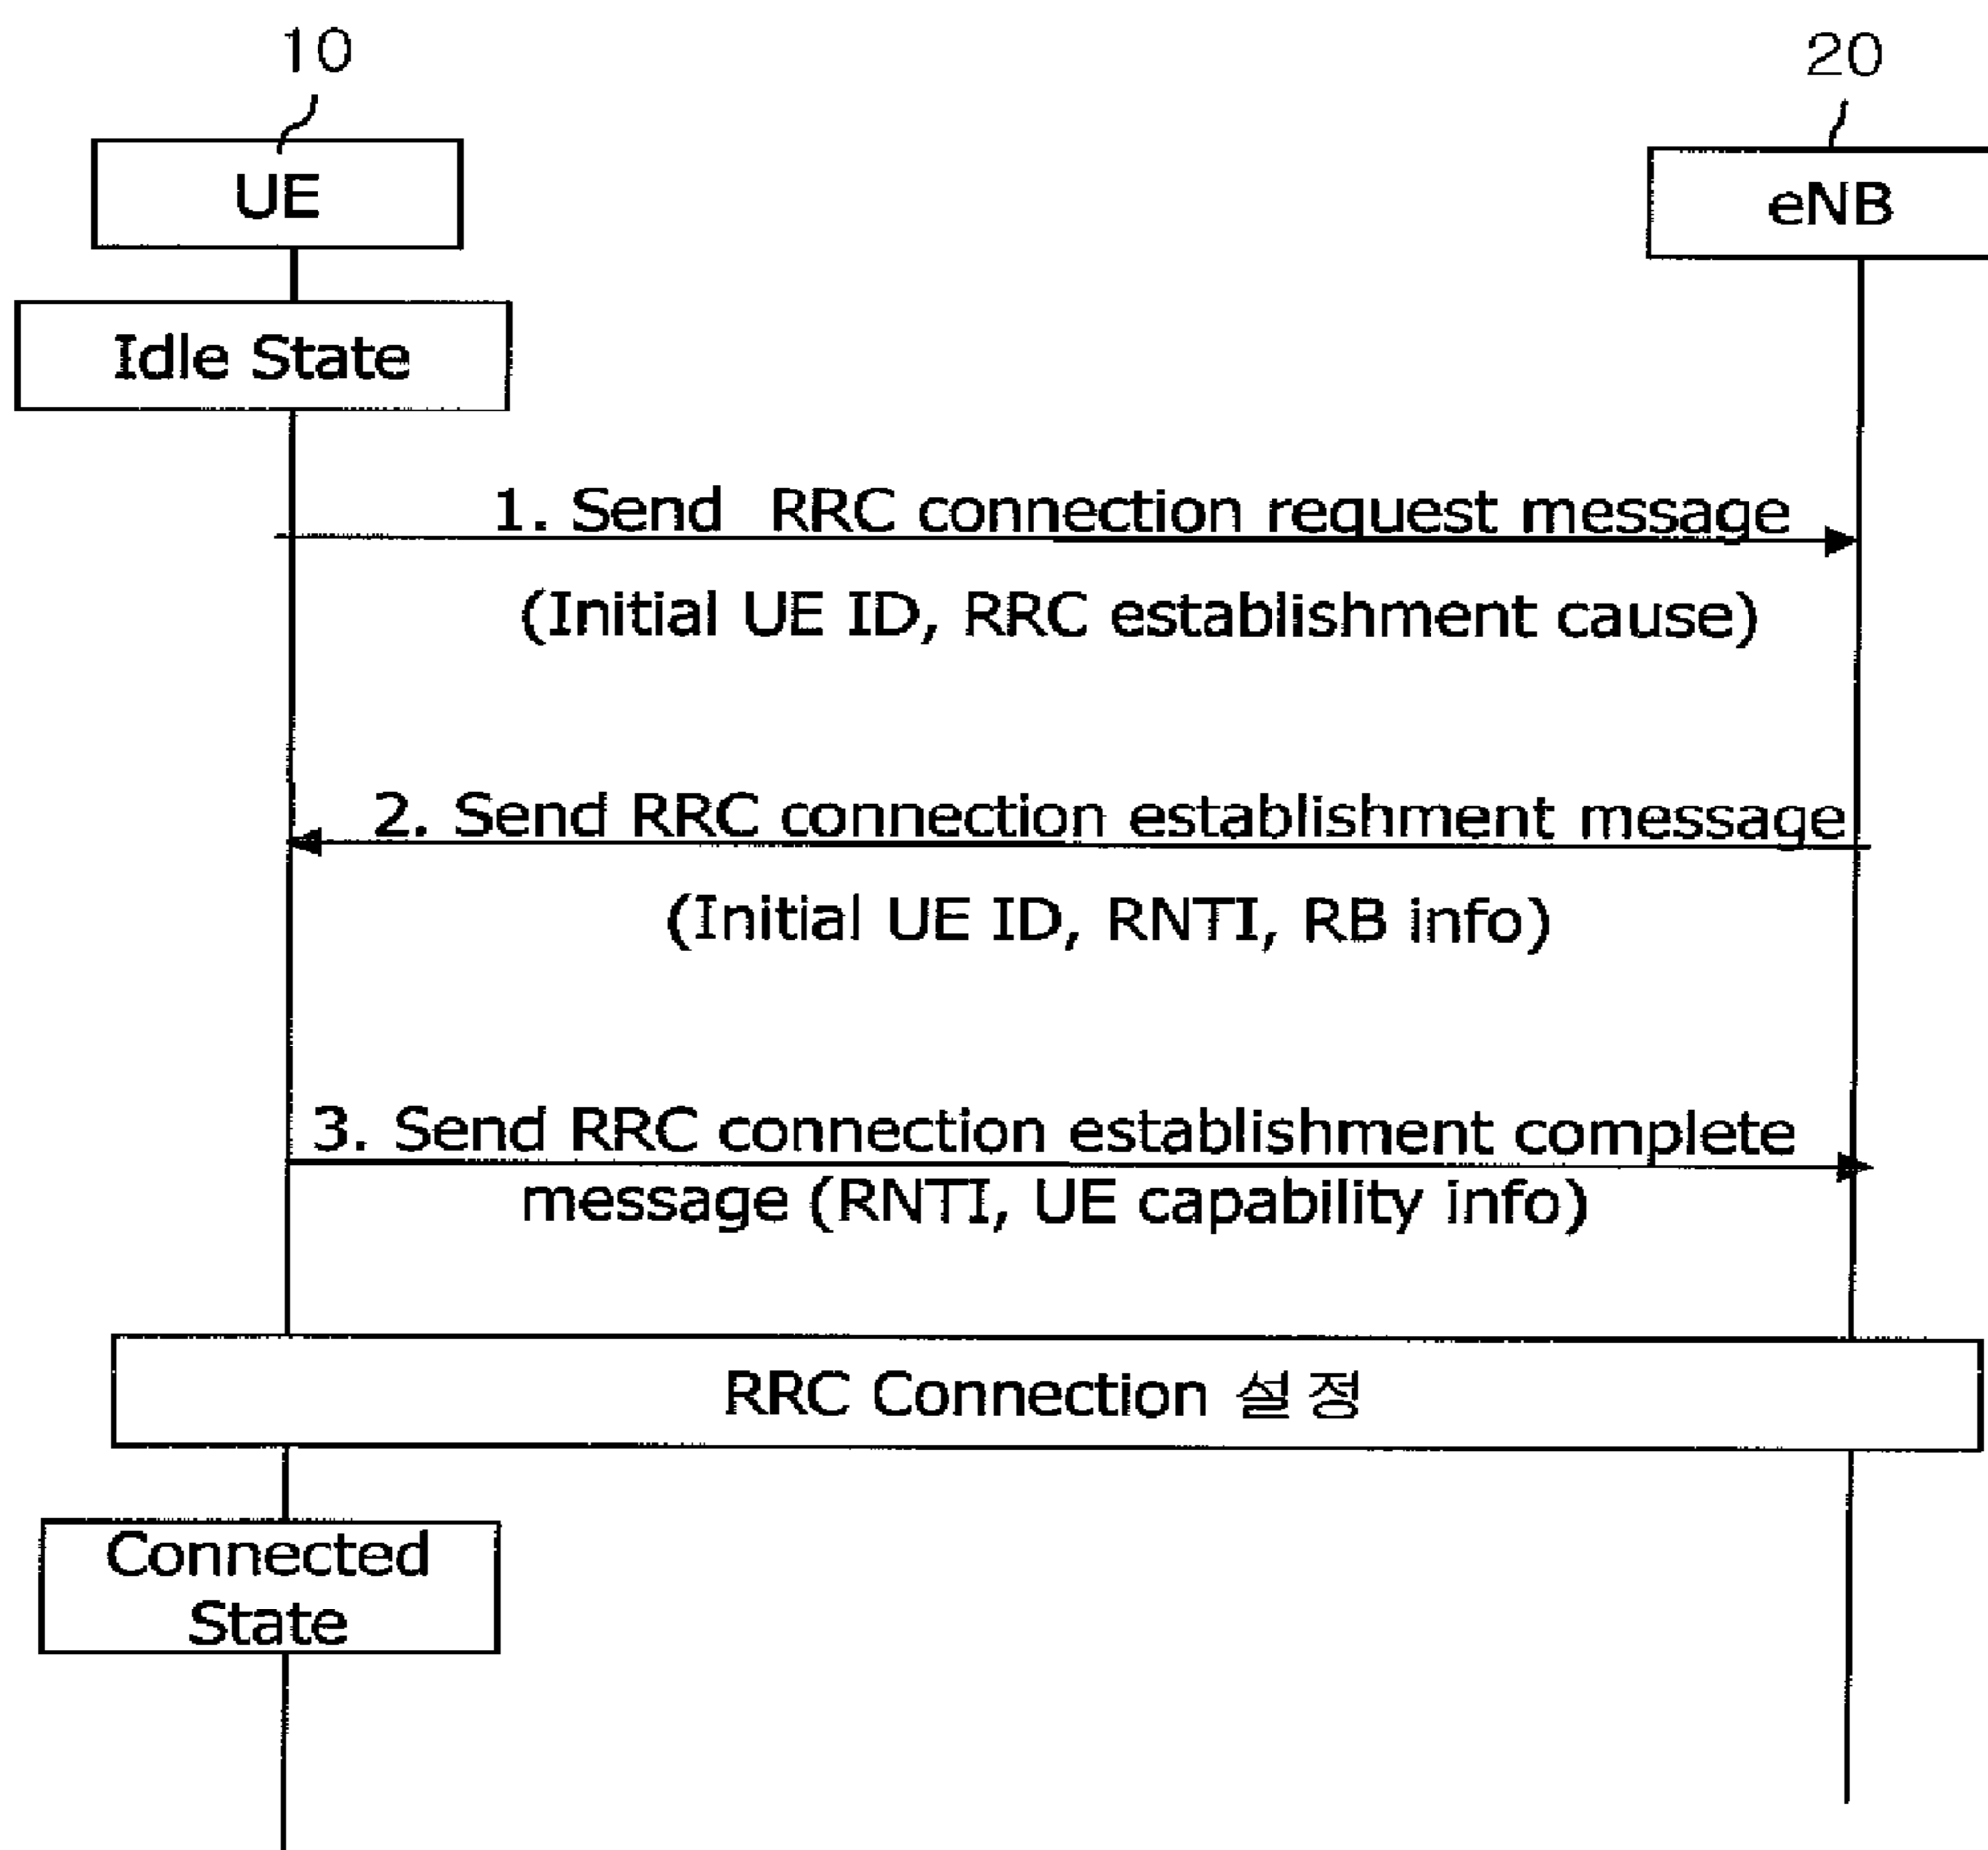 10
20
UE
eNB
Idle State
1. Send RRC connection request message
(Initial UE ID, RRC establishment cause)
2. Send RRC connection establishment message
(Initial UE ID, RNTI, RB info)
3. Send RRC connection establishment complete
message (RNTI, UE capability info)
RRC Connection 설정
Connected
State